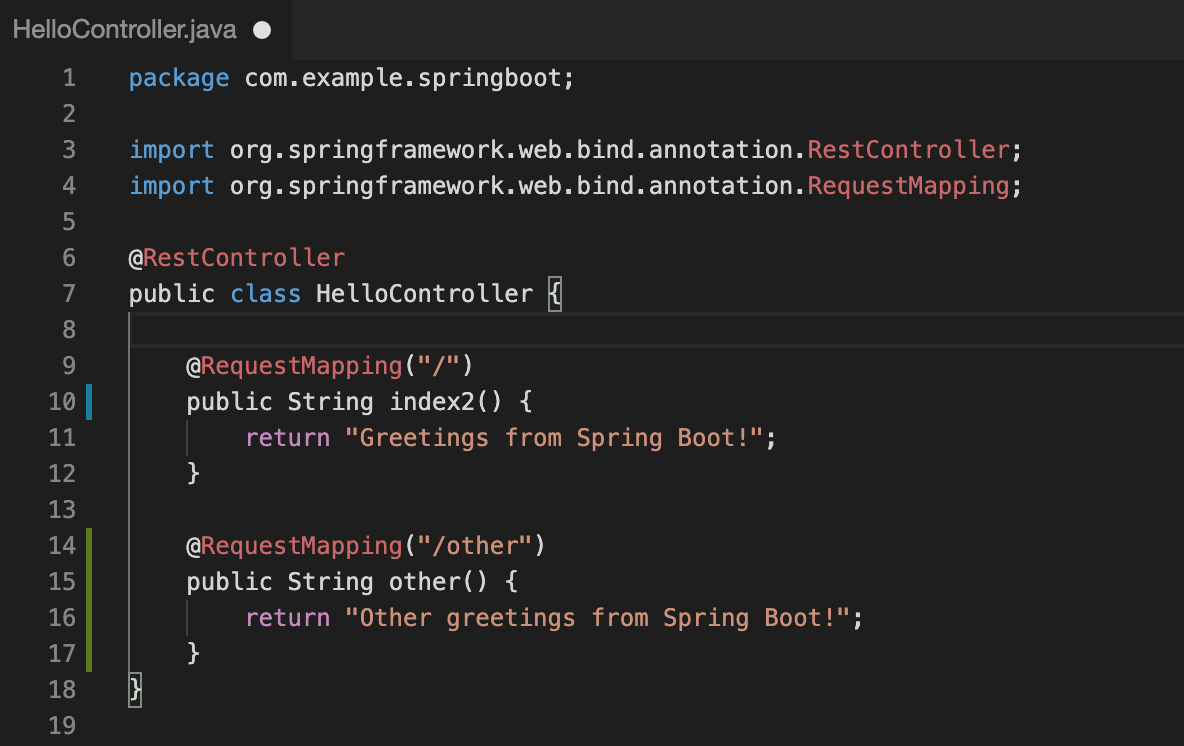 HelloController.java
1 package com.example.springboot;
2
3 import org.springframework.web.bind.annotation.RestController;
4 import org.springframework.web.bind.annotation.RequestMapping;
5
6 @RestController
7 public class HelloController {
8
9     @RequestMapping("/")
10     public String index2() {
11         return "Greetings from Spring Boot!";
12     }
13
14     @RequestMapping("/other")
15     public String other() {
16         return "Other greetings from Spring Boot!";
17     }
18 }
19